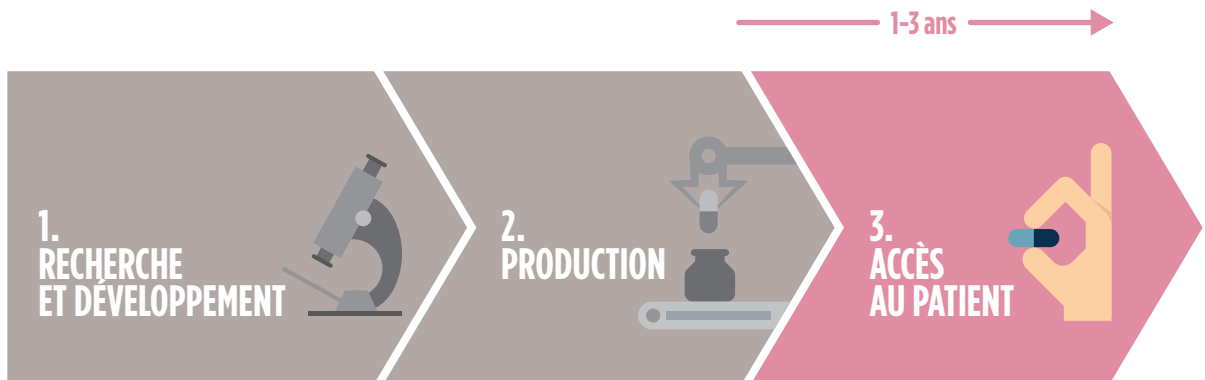 1-3 ans
1.
RECHERCHE
ET DÉVELOPPEMENT
2.
PRODUCTION
3.
ACCÈS
AU PATIENT